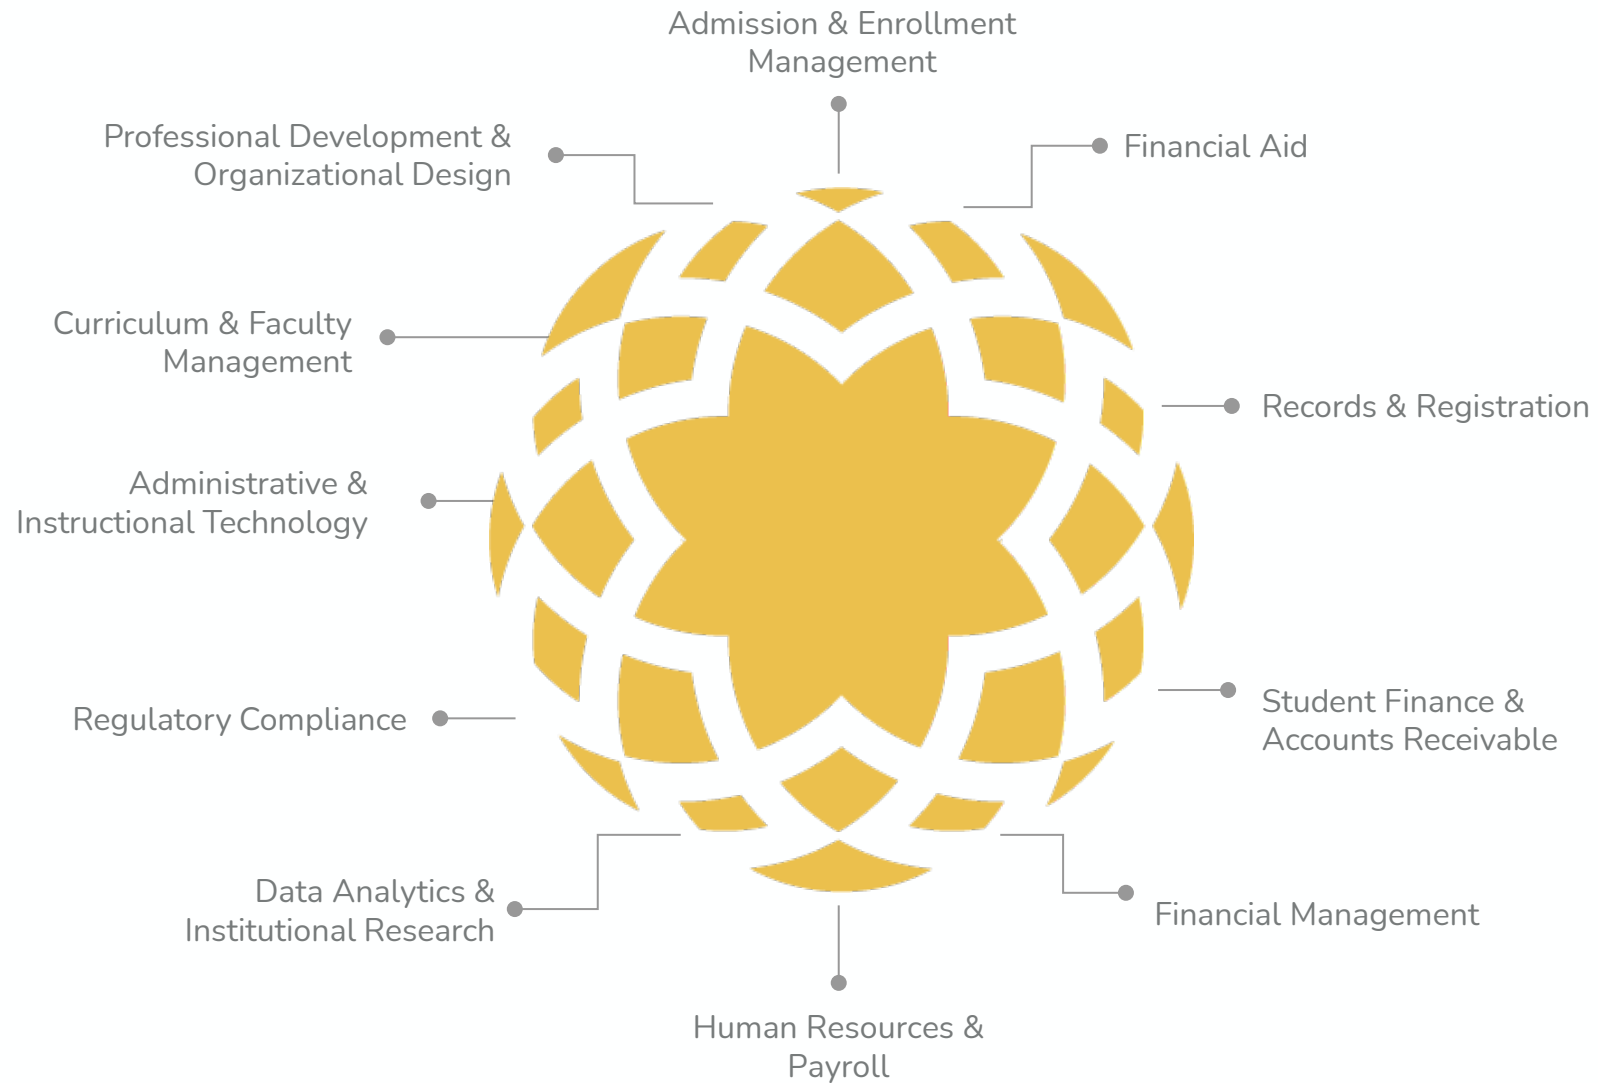 Admission & Enrollment
Management
Professional Development &
Organizational Design
Financial Aid
Curriculum & Faculty
Management
Records & Registration
Administrative &
Instructional Technology
Regulatory Compliance
Student Finance &
Accounts Receivable
Data Analytics &
Institutional Research
Financial Management
Human Resources &
Payroll